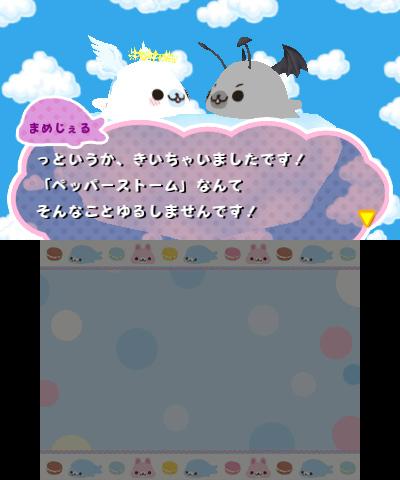 まめじぇる
っというか、きいちゃいましたです！
「ペッパーストーム」なんて
そんなことゆるしませんです！